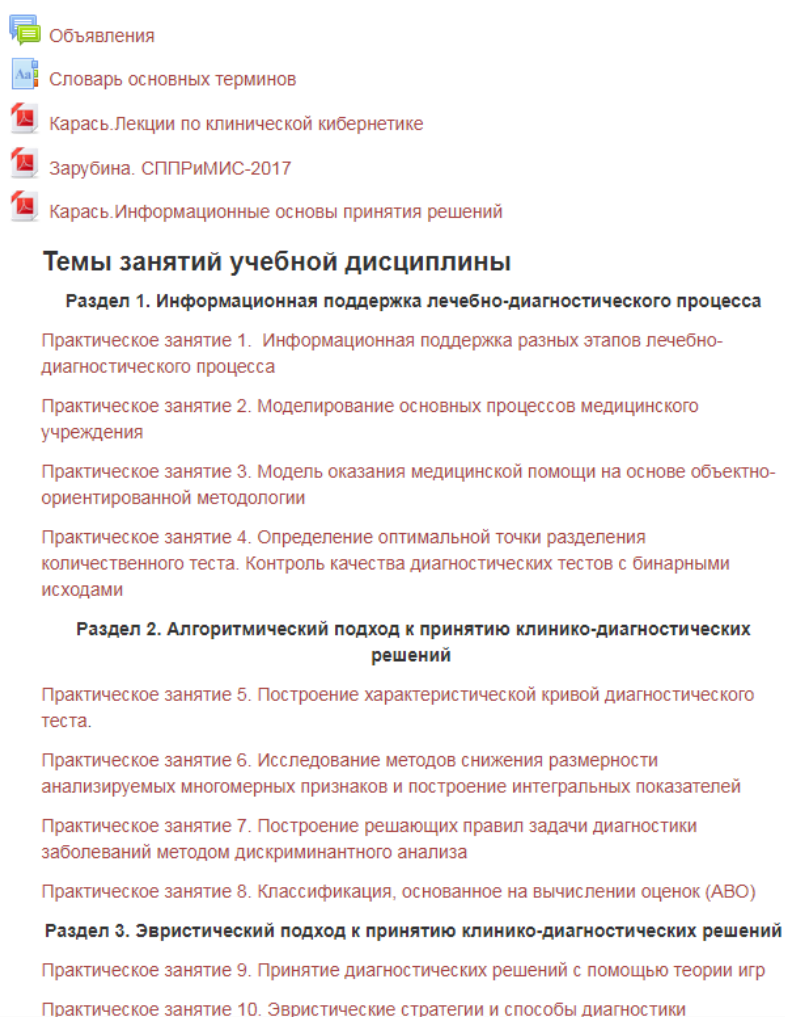 Объявления
Aa
Словарь основных терминов
Карась.Лекции по клинической кибернетике
Зарубина. СППРиМИС-2017
Карась.Информационные основы принятия решений
Темы занятий учебной дисциплины
Раздел 1. Информационная поддержка лечебно-диагностического процесса
Практическое занятие 1. Информационная поддержка разных этапов лечебно-
диагностического процесса
Практическое занятие 2. Моделирование основных процессов медицинского
учреждения
Практическое занятие 3. Модель оказания медицинской помощи на основе объектно-
ориентированной методологии
Практическое занятие 4. Определение оптимальной точки разделения
количественного теста. Контроль качества диагностических тестов с бинарными
исходами
Раздел 2. Алгоритмический подход к принятию клинико-диагностических
решений
Практическое занятие 5. Построение характеристической кривой диагностического
теста.
Практическое занятие 6. Исследование методов снижения размерности
анализируемых многомерных признаков и построение интегральных показателей
Практическое занятие 7. Построение решающих правил задачи диагностики
заболеваний методом дискриминантного анализа
Практическое занятие 8. Классификация, основанное на вычислении оценок (АВО)
Раздел 3. Эвристический подход к принятию клинико-диагностических решений
Практическое занятие 9. Принятие диагностических решений с помощью теории игр
Практическое занятие 10. Эвристические стратегии и способы диагностики